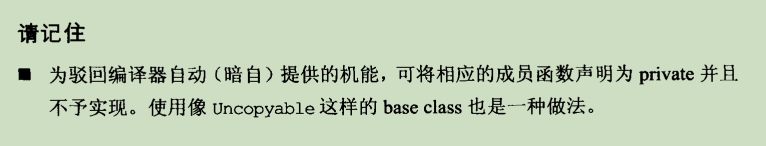 请记住
■ 为驳回编译器自动（暗自）提供的机能，可将相应的成员函数声明为 private 并且
不予实现。使用像 Uncopyable 这样的 base class 也是一种做法。